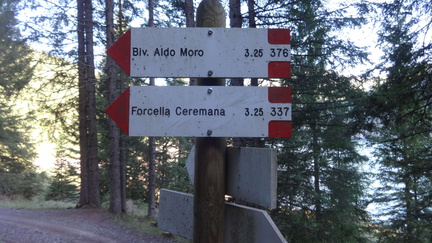 Biv. Aldo Moro 3.25 376
Forcella Ceremana 3.25 337